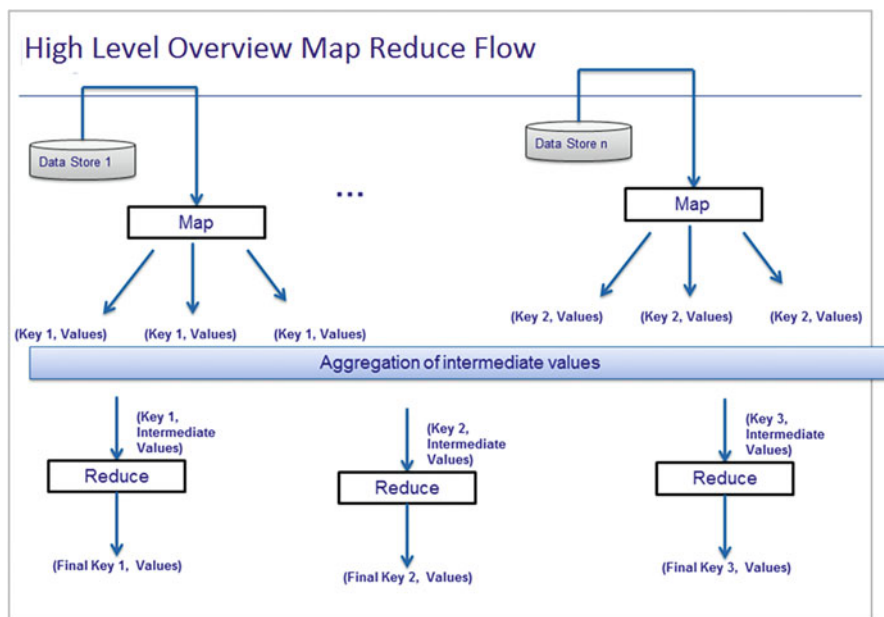 High Level Overview Map Reduce Flow
Data Store 1
Data Store n
...
Map
Map
(Key 1, Values)
(Key 1, Values)
(Key 1, Values)
(Key 2, Values)
(Key 2, Values)
(Key 2, Values)
Aggregation of intermediate values
(Key 1,
Intermediate
Values)
(Key 2,
Intermediate
Values)
(Key 3,
Intermediate
Values)
Reduce
Reduce
Reduce
(Final Key 1, Values)
(Final Key 2, Values)
(Final Key 3, Values)